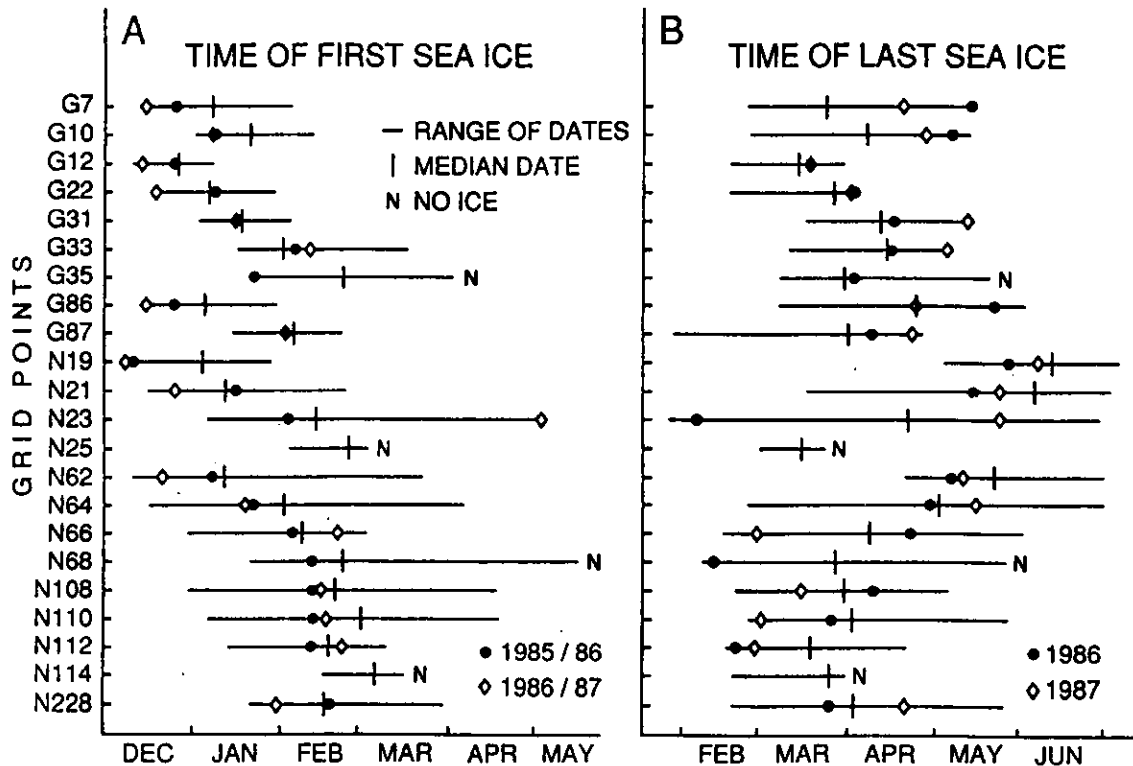 A
TIME OF FIRST SEA ICE
B
TIME OF LAST SEA ICE
GRID POINTS
G7
G10
G12
G22
G31
G33
G35
G86
G87
N19
N21
N23
N25
N62
N64
N66
N68
N108
N110
N112
N114
N228
— RANGE OF DATES
| MEDIAN DATE
N NO ICE
N
N
N
N
N
N
N
N
● 1985 / 86
◇ 1986 / 87
● 1986
◇ 1987
DEC JAN FEB MAR APR MAY
FEB MAR APR MAY JUN